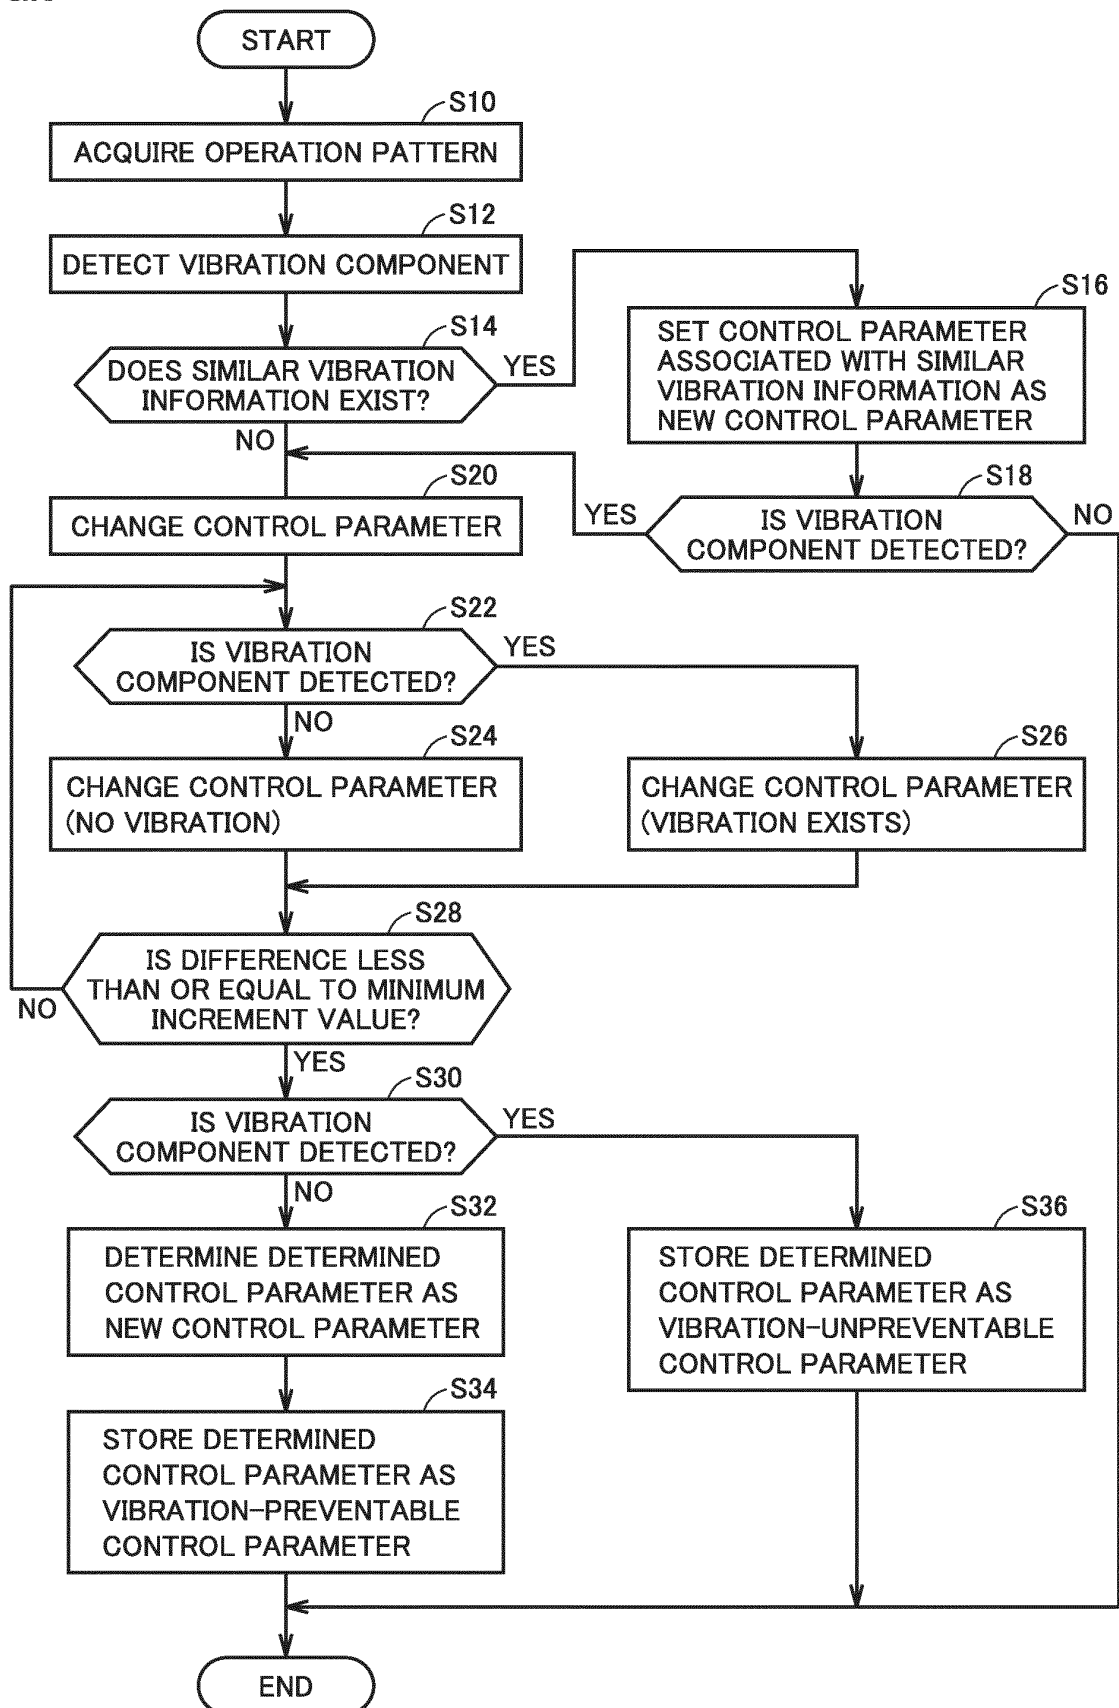 START
S10
ACQUIRE OPERATION PATTERN
S12
DETECT VIBRATION COMPONENT
S14
DOES SIMILAR VIBRATION
INFORMATION EXIST?
YES
NO
S16
SET CONTROL PARAMETER
ASSOCIATED WITH SIMILAR
VIBRATION INFORMATION AS
NEW CONTROL PARAMETER
S18
IS VIBRATION
COMPONENT DETECTED?
YES
NO
S20
CHANGE CONTROL PARAMETER
S22
IS VIBRATION
COMPONENT DETECTED?
YES
NO
S24
CHANGE CONTROL PARAMETER
(NO VIBRATION)
S26
CHANGE CONTROL PARAMETER
(VIBRATION EXISTS)
S28
IS DIFFERENCE LESS
THAN OR EQUAL TO MINIMUM
INCREMENT VALUE?
NO
YES
S30
IS VIBRATION
COMPONENT DETECTED?
YES
NO
S32
DETERMINE DETERMINED
CONTROL PARAMETER AS
NEW CONTROL PARAMETER
S36
STORE DETERMINED
CONTROL PARAMETER AS
VIBRATION-UNPREVENTABLE
CONTROL PARAMETER
S34
STORE DETERMINED
CONTROL PARAMETER AS
VIBRATION-PREVENTABLE
CONTROL PARAMETER
END